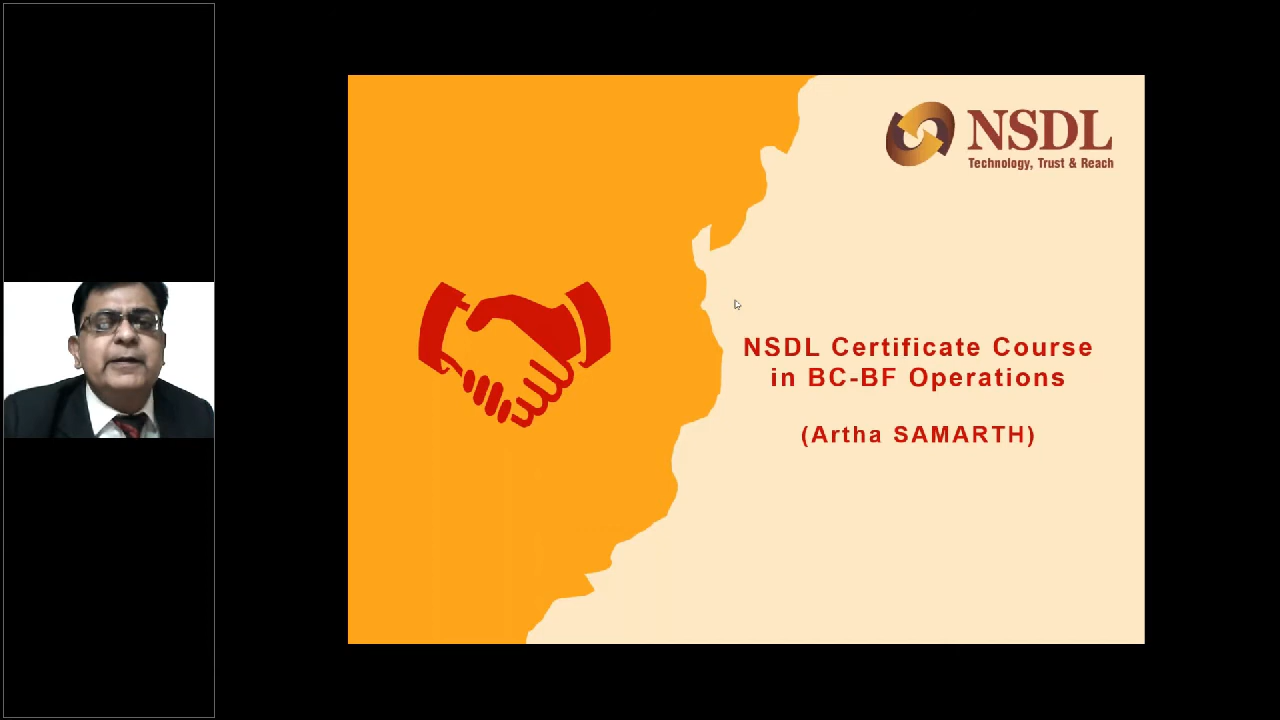 NSDL
Technology, Trust & Reach
NSDL Certificate Course
in BC-BF Operations
(Artha SAMARTH)